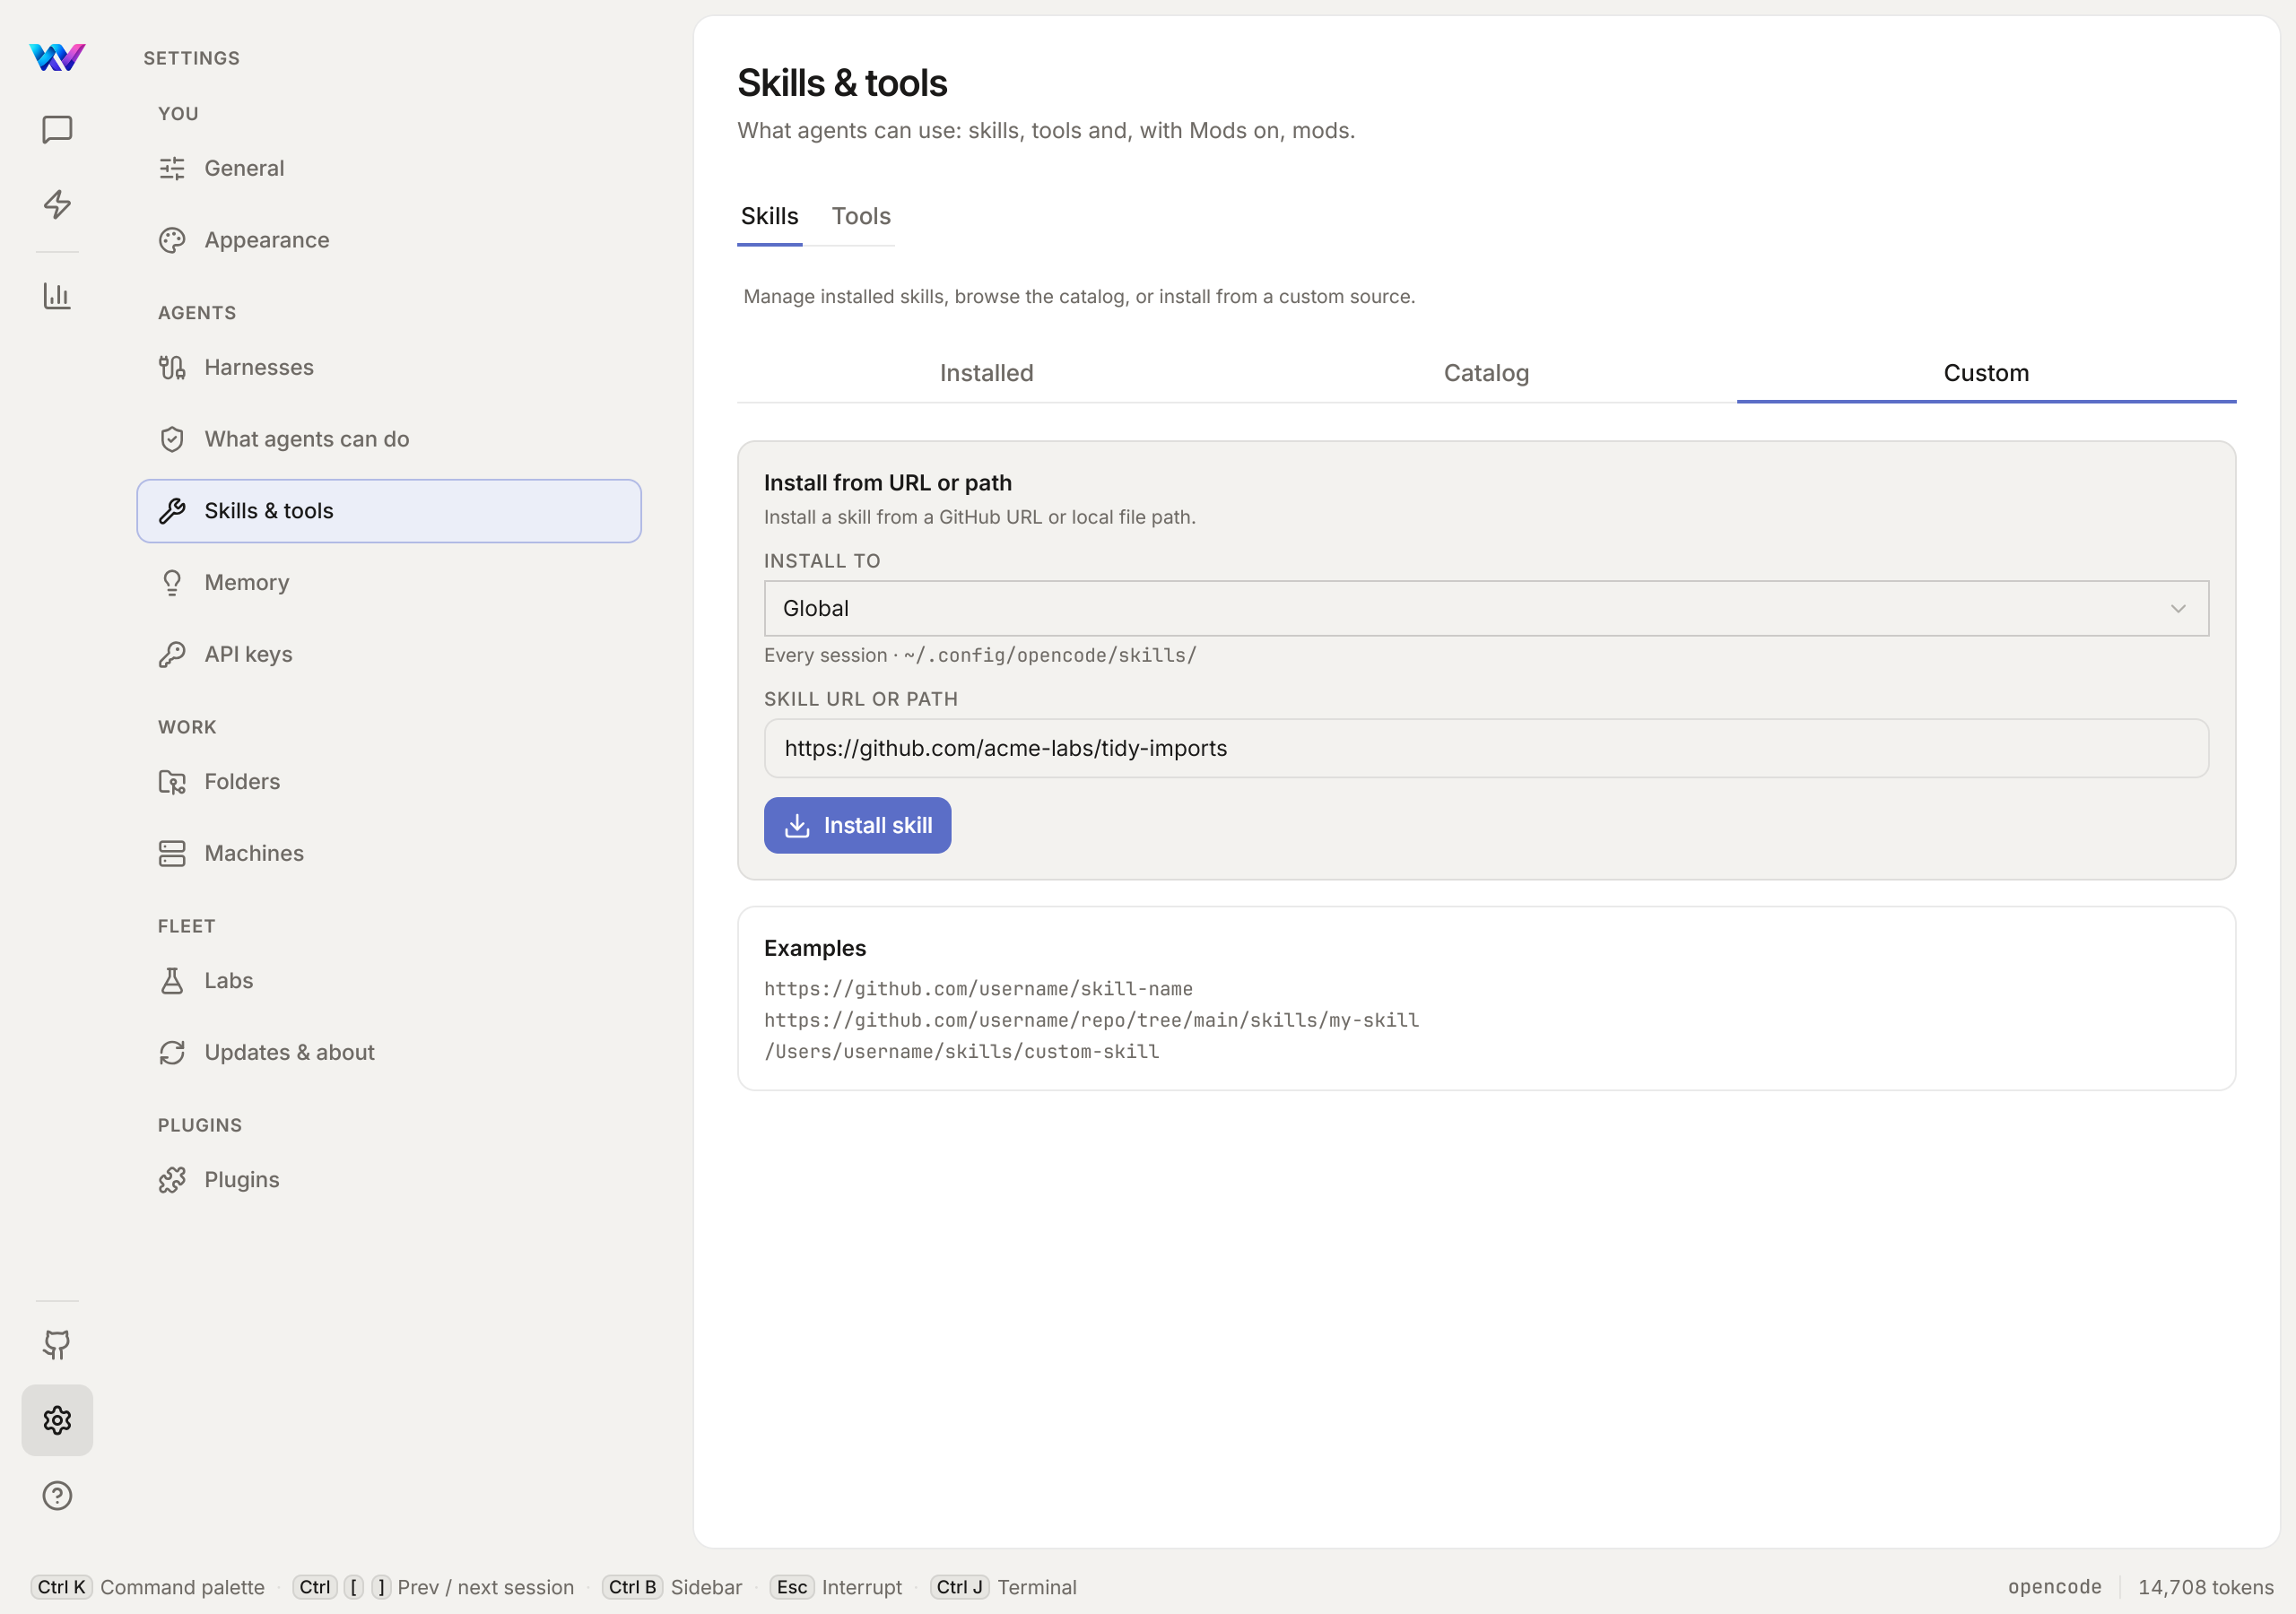 SETTINGS
YOU
General
Appearance
AGENTS
Harnesses
What agents can do
Skills & tools
Memory
API keys
WORK
Folders
Machines
FLEET
Labs
Updates & about
PLUGINS
Plugins
Skills & tools
What agents can use: skills, tools and, with Mods on, mods.
Skills Tools
Manage installed skills, browse the catalog, or install from a custom source.
Installed Catalog Custom
Install from URL or path
Install a skill from a GitHub URL or local file path.
INSTALL TO
Global
Every session · ~/.config/opencode/skills/
SKILL URL OR PATH
https://github.com/acme-labs/tidy-imports
Install skill
Examples
https://github.com/username/skill-name
https://github.com/username/repo/tree/main/skills/my-skill
/Users/username/skills/custom-skill
Ctrl K Command palette · Ctrl [ ] Prev / next session · Ctrl B Sidebar · Esc Interrupt · Ctrl J Terminal opencode 14,708 tokens